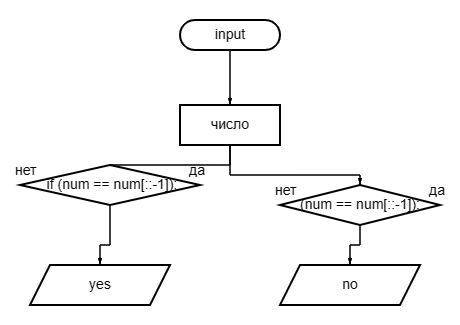 input
число
нет
да
if (num == num[::-1]):
нет
да
(num == num[::-1]):
yes
no